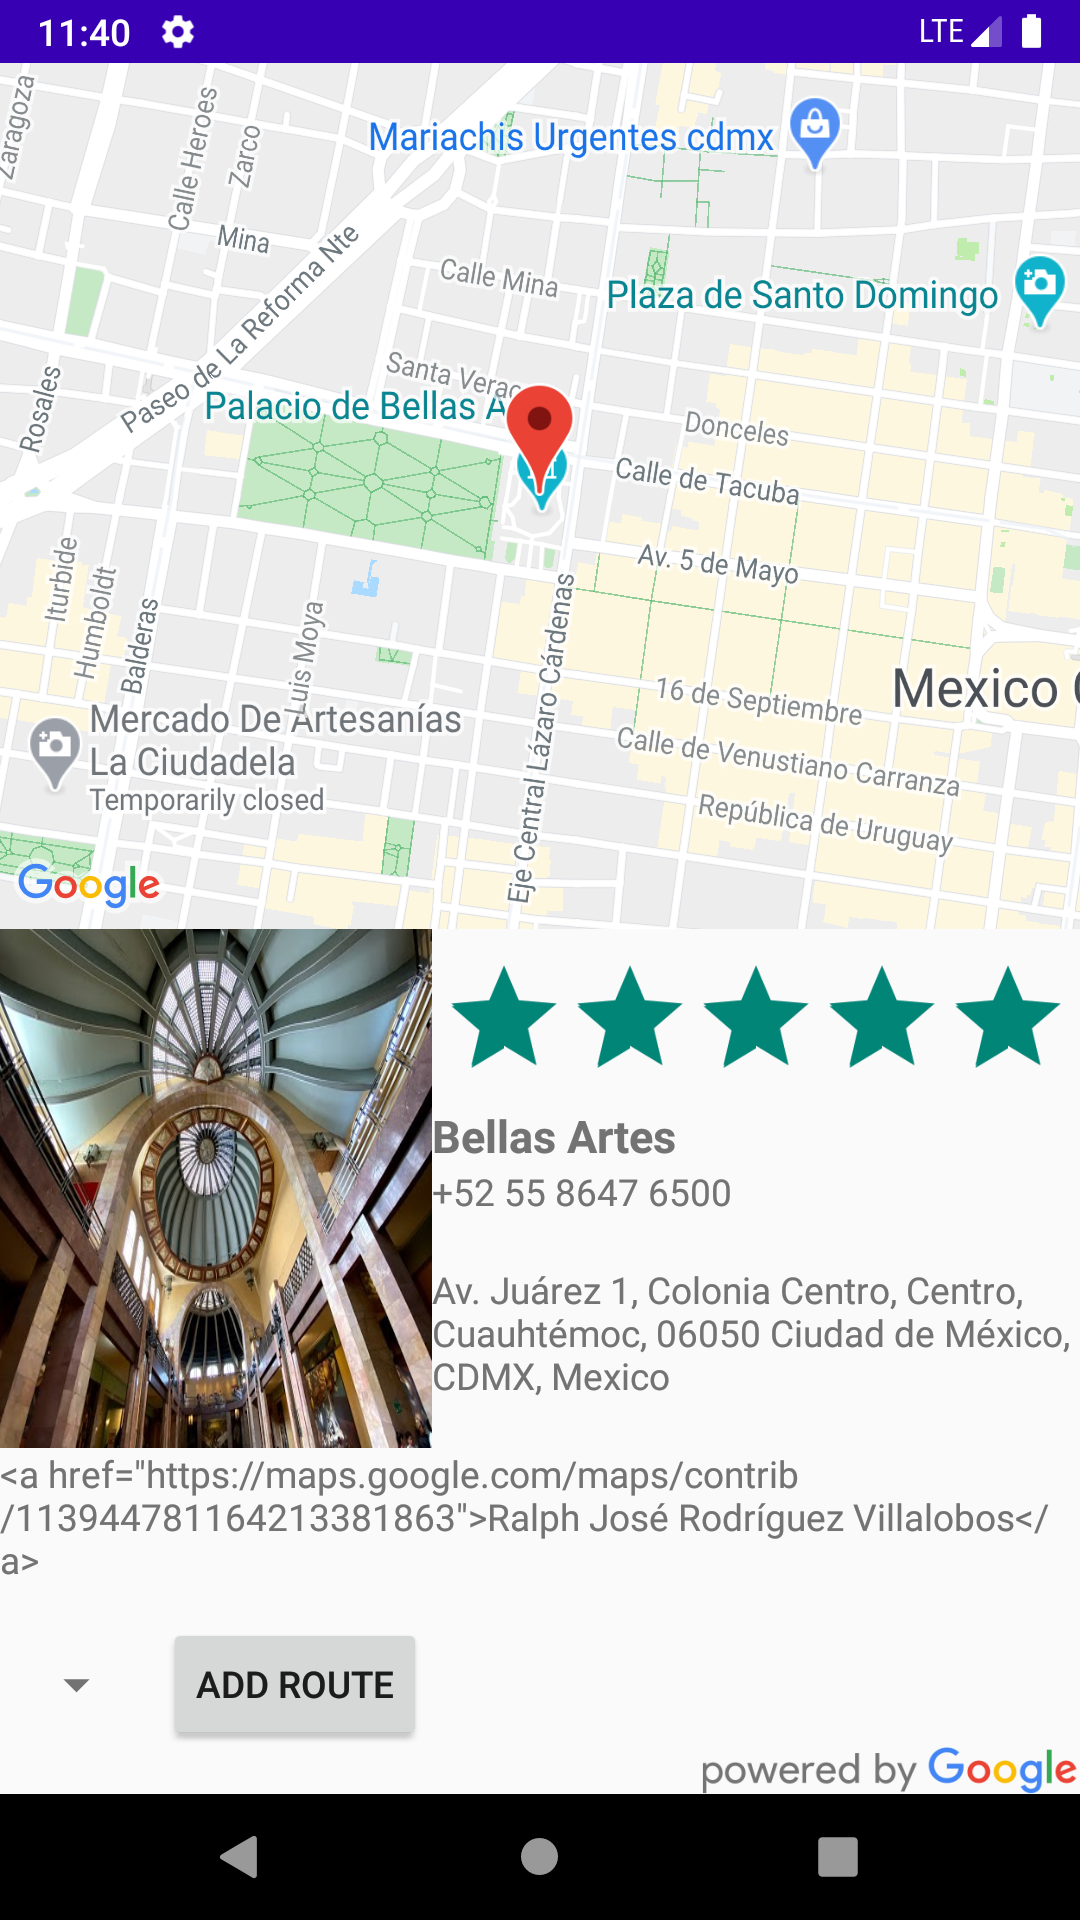 11:40
LTE
Zaragoza
Calle Heroes
Zarco
Mariachis Urgentes cdmx
Mina
Paseo de La Reforma Nte
Calle Mina
Plaza de Santo Domingo
Rosales
Santa Verac
Palacio de Bellas A
Donceles
Calle de Tacuba
Av. 5 de Mayo
Iturbide
Humboldt
Balderas
Luis Moya
Eje Central Lázaro Cárdenas
16 de Septiembre
Mexico
Mercado De Artesanías
La Ciudadela
Temporarily closed
Calle de Venustiano Carranza
República de Uruguay
Google
Bellas Artes
+52 55 8647 6500
Av. Juárez 1, Colonia Centro, Centro,
Cuauhtémoc, 06050 Ciudad de México,
CDMX, Mexico
<a href="https://maps.google.com/maps/contrib
/113944781164213381863">Ralph José Rodríguez Villalobos</
a>
ADD ROUTE
powered by Google